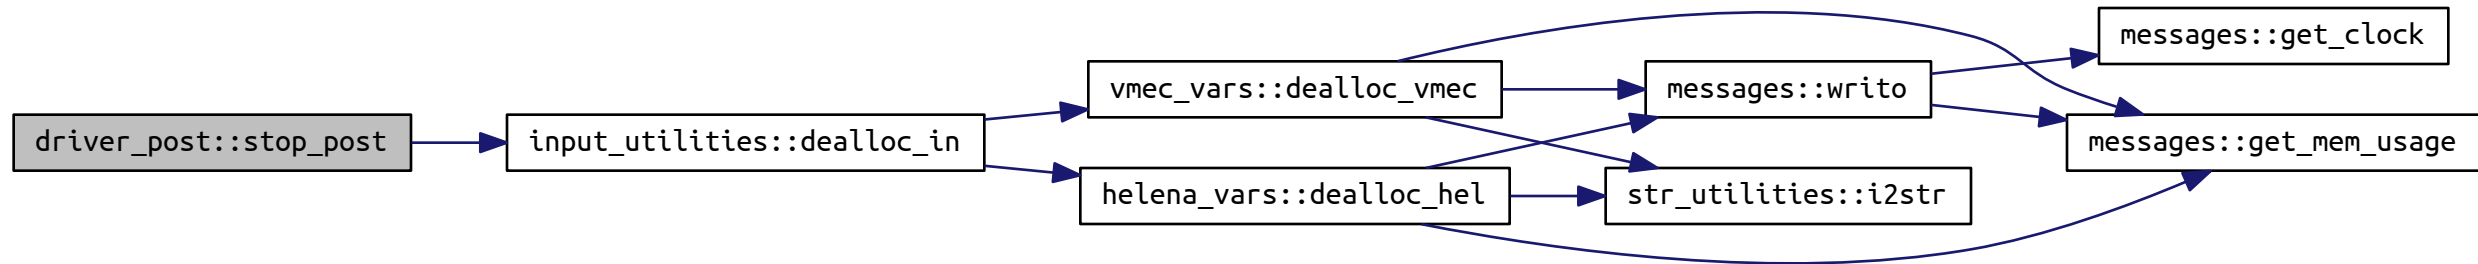 driver_post::stop_post
input_utilities::dealloc_in
vmec_vars::dealloc_vmec
helena_vars::dealloc_hel
messages::writo
str_utilities::i2str
messages::get_clock
messages::get_mem_usage